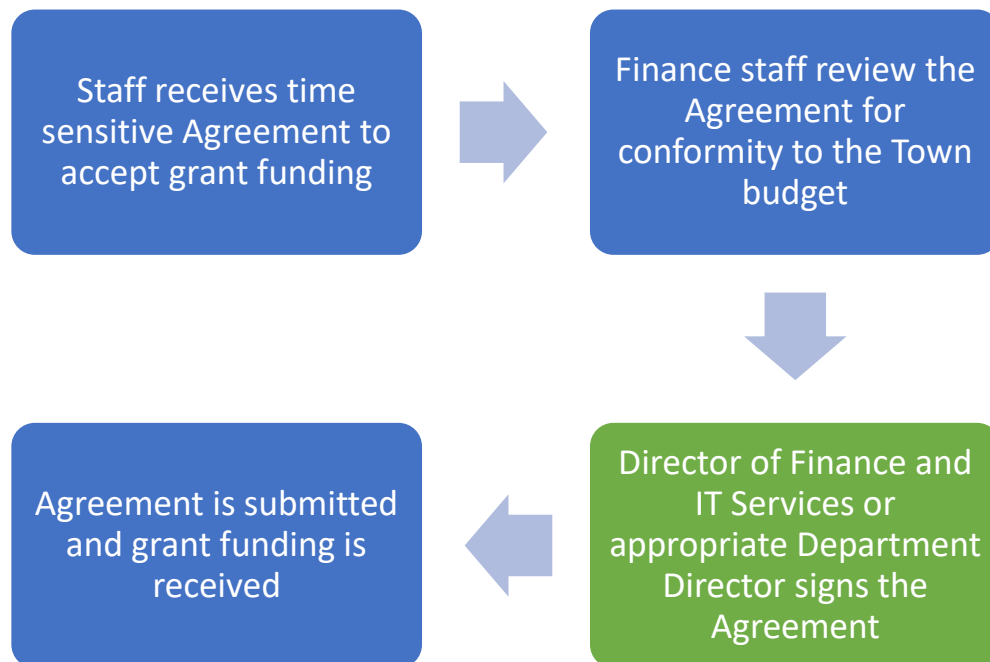 Staff receives time
sensitive Agreement to
accept grant funding
Finance staff review the
Agreement for
conformity to the Town
budget
Director of Finance and
IT Services or
appropriate Department
Director signs the
Agreement
Agreement is submitted
and grant funding is
received